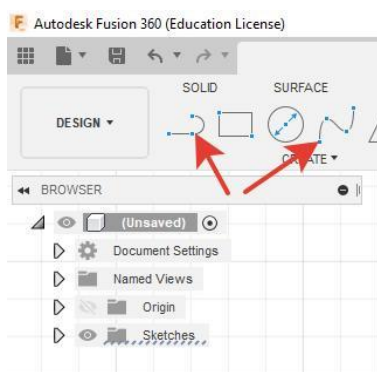 Autodesk Fusion 360 (Education License)
SOLID SURFACE
DESIGN
CREATE
BROWSER
(Unsaved)
Document Settings
Named Views
Origin
Sketches